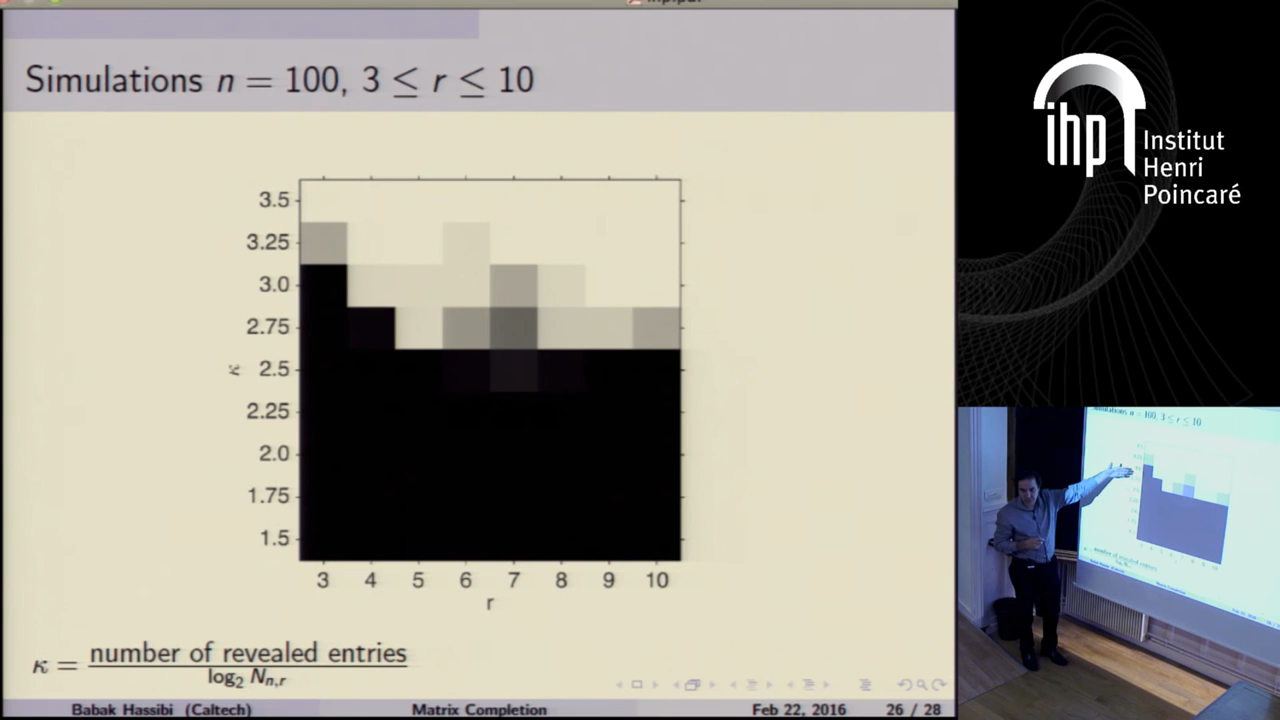 Simulations n = 100, 3 ≤ r ≤ 10
3.5
3.25
3.0
2.75
2.5
2.25
2.0
1.75
1.5
κ
3 4 5 6 7 8 9 10
r
κ = number of revealed entries / log₂ Nₙ,ᵣ
Babak Hassibi (Caltech) Matrix Completion Feb 22, 2016 26 / 28
ihp Institut
Henri
Poincaré